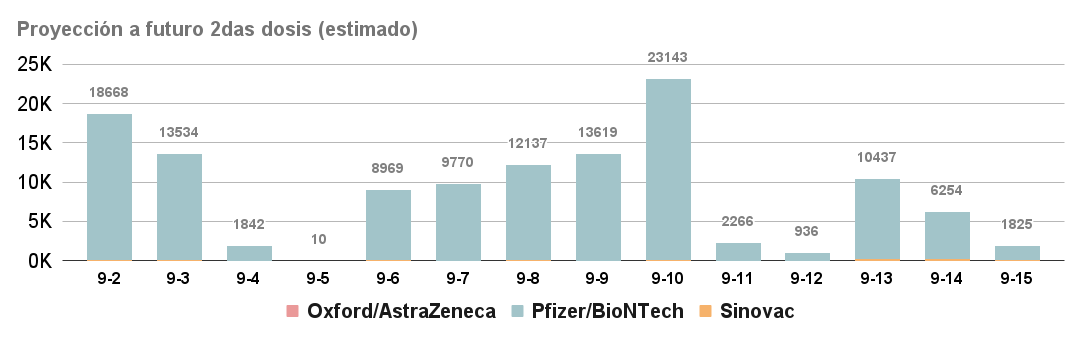 Proyección a futuro 2das dosis (estimado)
25K
20K
15K
10K
5K
0K
18668
13534
1842
10
8969
9770
12137
13619
23143
2266
936
10437
6254
1825
9-2 9-3 9-4 9-5 9-6 9-7 9-8 9-9 9-10 9-11 9-12 9-13 9-14 9-15
Oxford/AstraZeneca Pfizer/BioNTech Sinovac